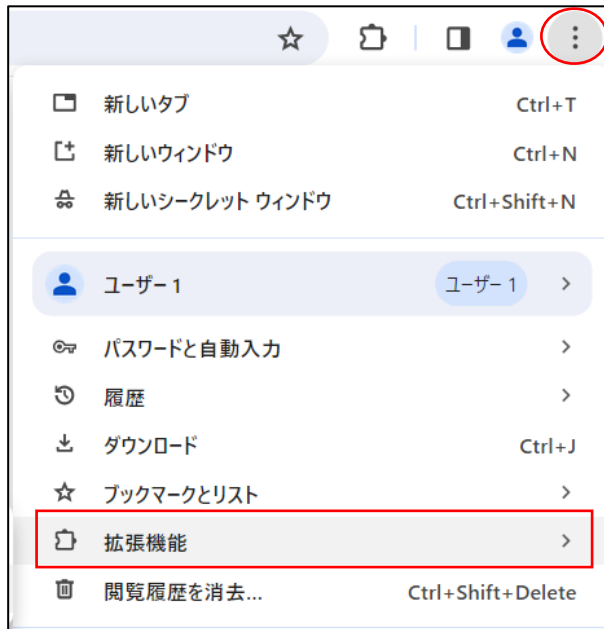 新しいタブ Ctrl+T
新しいウィンドウ Ctrl+N
新しいシークレット ウィンドウ Ctrl+Shift+N
ユーザー 1 ユーザー 1
パスワードと自動入力
履歴
ダウンロード Ctrl+J
ブックマークとリスト
拡張機能
閲覧履歴を消去... Ctrl+Shift+Delete